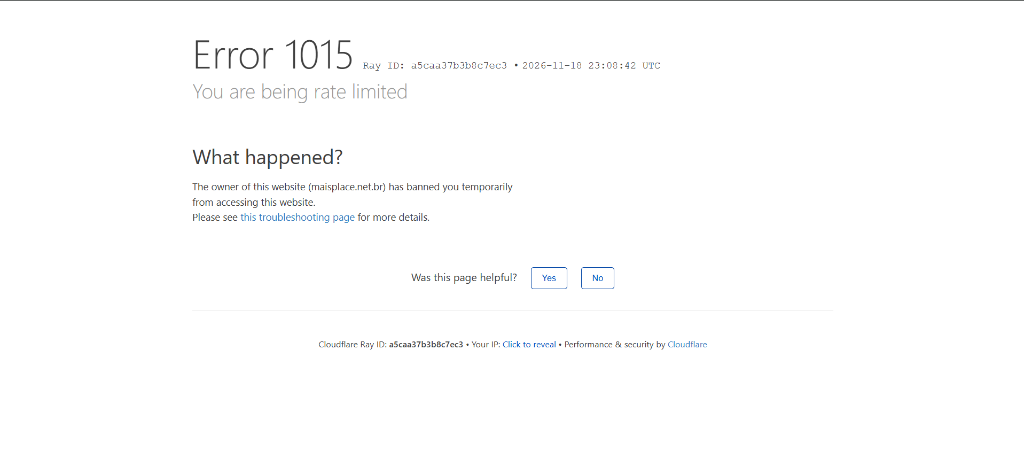 Error 1015 Ray ID: a5caa37b3b8c7ec3 • 2026-11-18 23:08:42 UTC
You are being rate limited
What happened?
The owner of this website (maisplace.net.br) has banned you temporarily
from accessing this website.
Please see this troubleshooting page for more details.
Was this page helpful? Yes No
Cloudflare Ray ID: a5caa37b3b8c7ec3 • Your IP: Click to reveal • Performance & security by Cloudflare